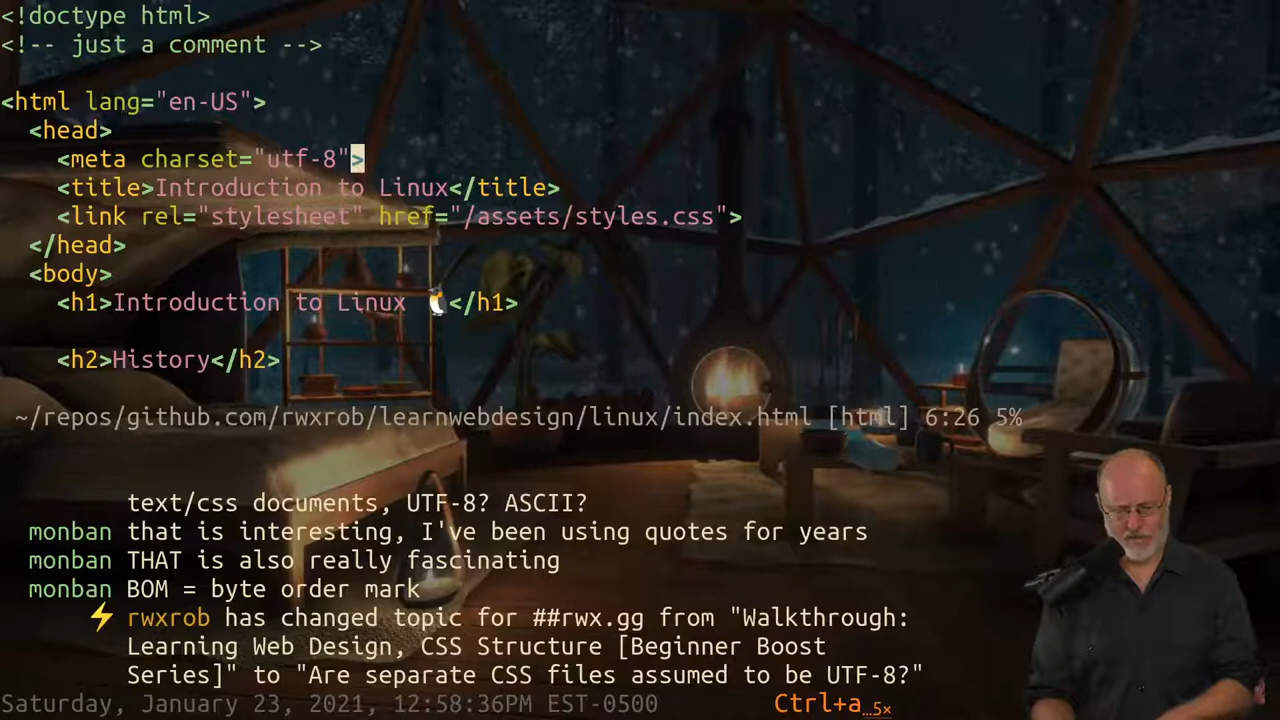 <!doctype html>
<!-- just a comment -->
<html lang="en-US">
<head>
<meta charset="utf-8">
<title>Introduction to Linux</title>
<link rel="stylesheet" href="/assets/styles.css">
</head>
<body>
<h1>Introduction to Linux 🐧</h1>
<h2>History</h2>
~/repos/github.com/rwxrob/learnwebdesign/linux/index.html [html] 6:26 5%
text/css documents, UTF-8? ASCII?
monban that is interesting, I've been using quotes for years
monban THAT is also really fascinating
monban BOM = byte order mark
⚡ rwxrob has changed topic for ##rwx.gg from "Walkthrough:
Learning Web Design, CSS Structure [Beginner Boost
Series]" to "Are separate CSS files assumed to be UTF-8?"
Saturday, January 23, 2021, 12:58:36PM EST-0500 Ctrl+a…5×